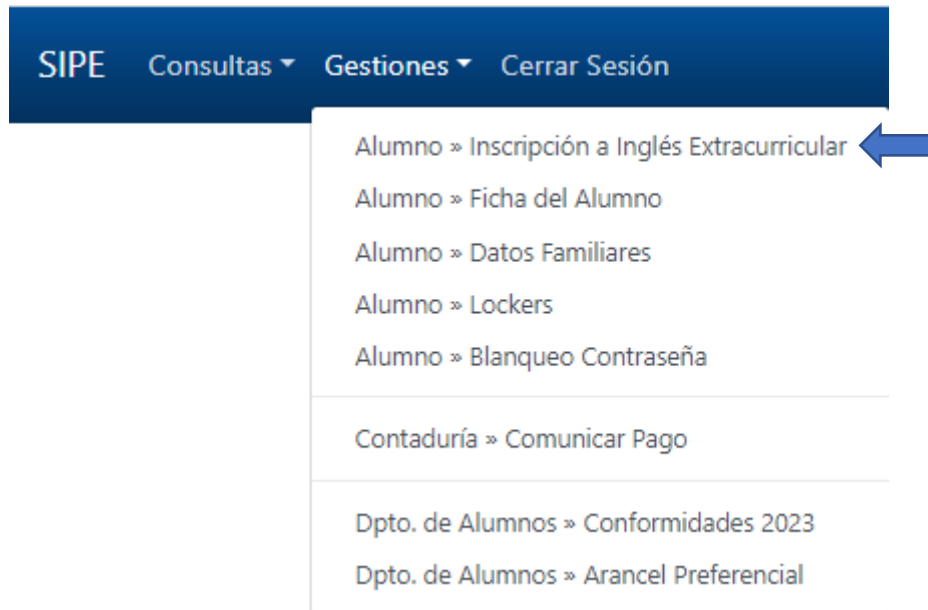 SIPE Consultas Gestiones Cerrar Sesión
Alumno » Inscripción a Inglés Extracurricular
Alumno » Ficha del Alumno
Alumno » Datos Familiares
Alumno » Lockers
Alumno » Blanqueo Contraseña
Contaduría » Comunicar Pago
Dpto. de Alumnos » Conformidades 2023
Dpto. de Alumnos » Arancel Preferencial